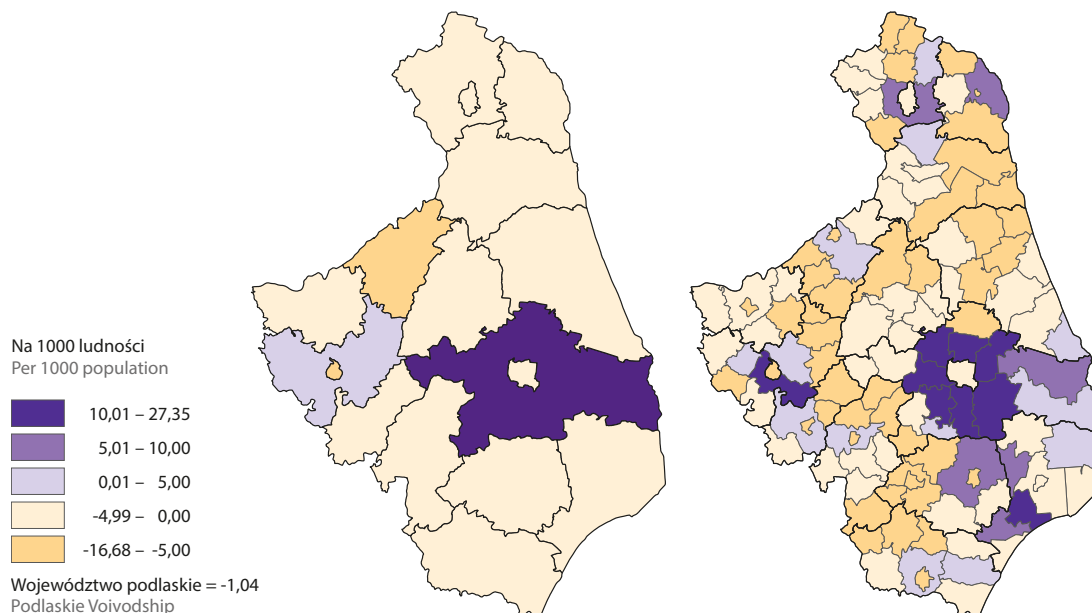 Na 1000 ludności
Per 1000 population
10,01 – 27,35
5,01 – 10,00
0,01 – 5,00
-4,99 – 0,00
-16,68 – -5,00
Województwo podlaskie = -1,04
Podlaskie Voivodship